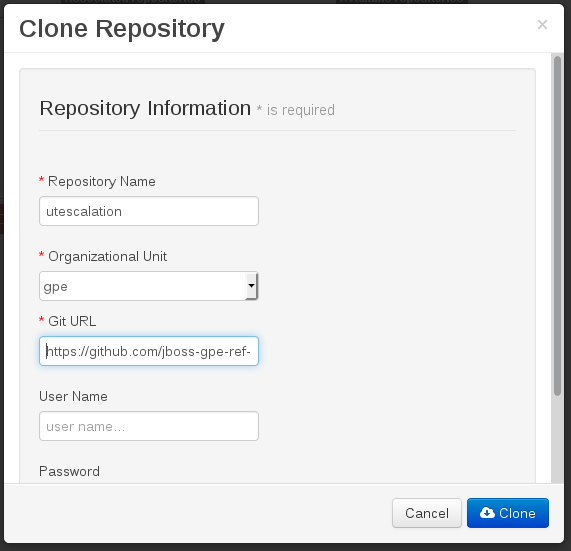 Clone Repository
×
Repository Information * is required
* Repository Name
utescalation
* Organizational Unit
gpe
* Git URL
https://github.com/jboss-gpe-ref-
User Name
user name...
Password
Cancel
Clone